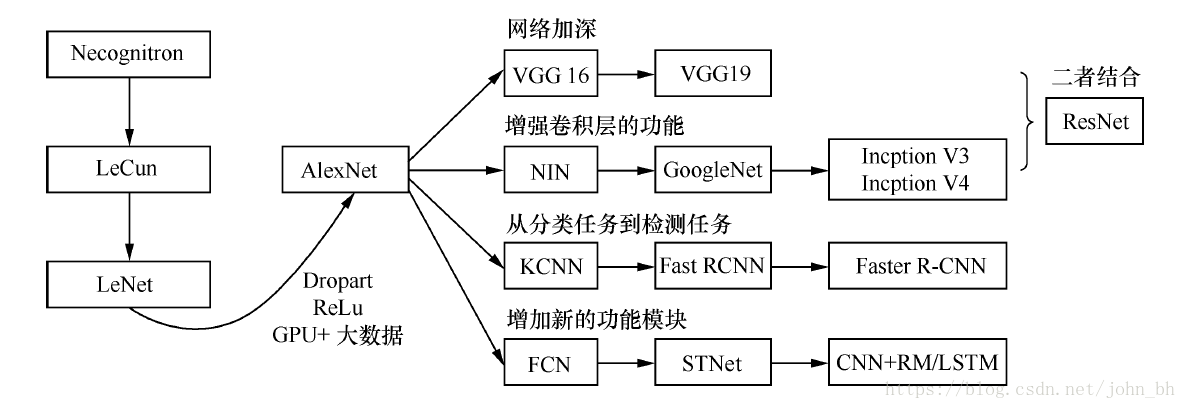 Necognitron
LeCun
LeNet
Dropart
ReLu
GPU+ 大数据
AlexNet
网络加深
VGG 16
VGG19
增强卷积层的功能
NIN
GoogleNet
Incption V3
Incption V4
二者结合
ResNet
从分类任务到检测任务
KCNN
Fast RCNN
Faster R-CNN
增加新的功能模块
FCN
STNet
CNN+RM/LSTM
https://blog.csdn.net/john_bh